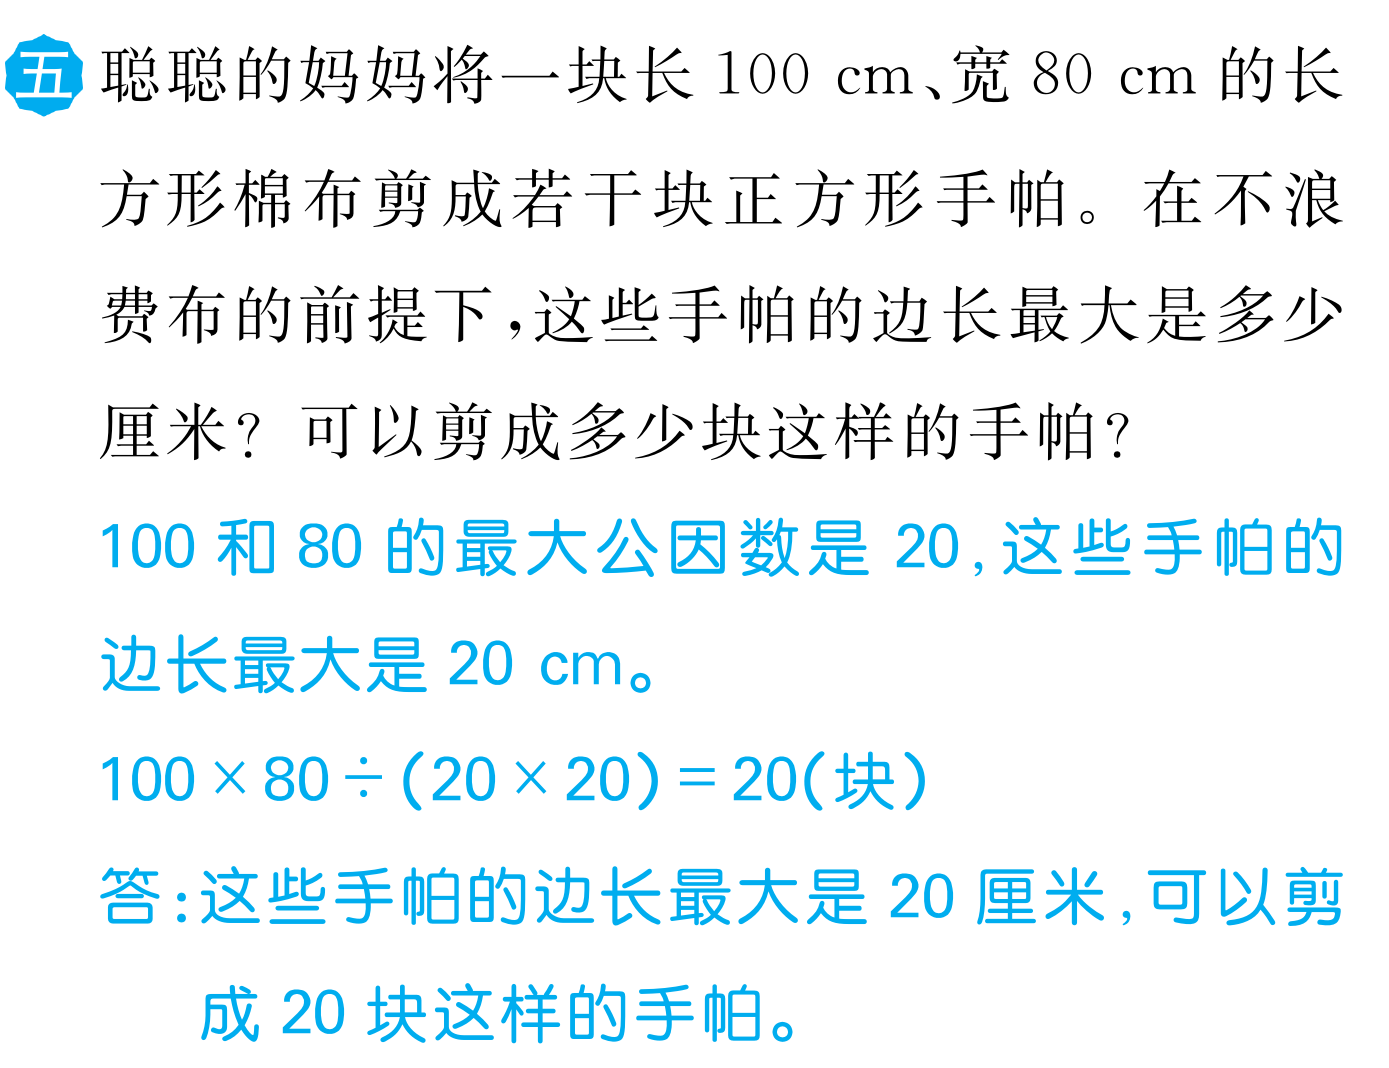 五 聪聪的妈妈将一块长 100 cm、宽 80 cm 的长
方形棉布剪成若干块正方形手帕。在不浪
费布的前提下,这些手帕的边长最大是多少
厘米? 可以剪成多少块这样的手帕?
100 和 80 的最大公因数是 20,这些手帕的
边长最大是 20 cm。
100×80÷(20×20)=20(块)
答:这些手帕的边长最大是 20 厘米,可以剪
成 20 块这样的手帕。